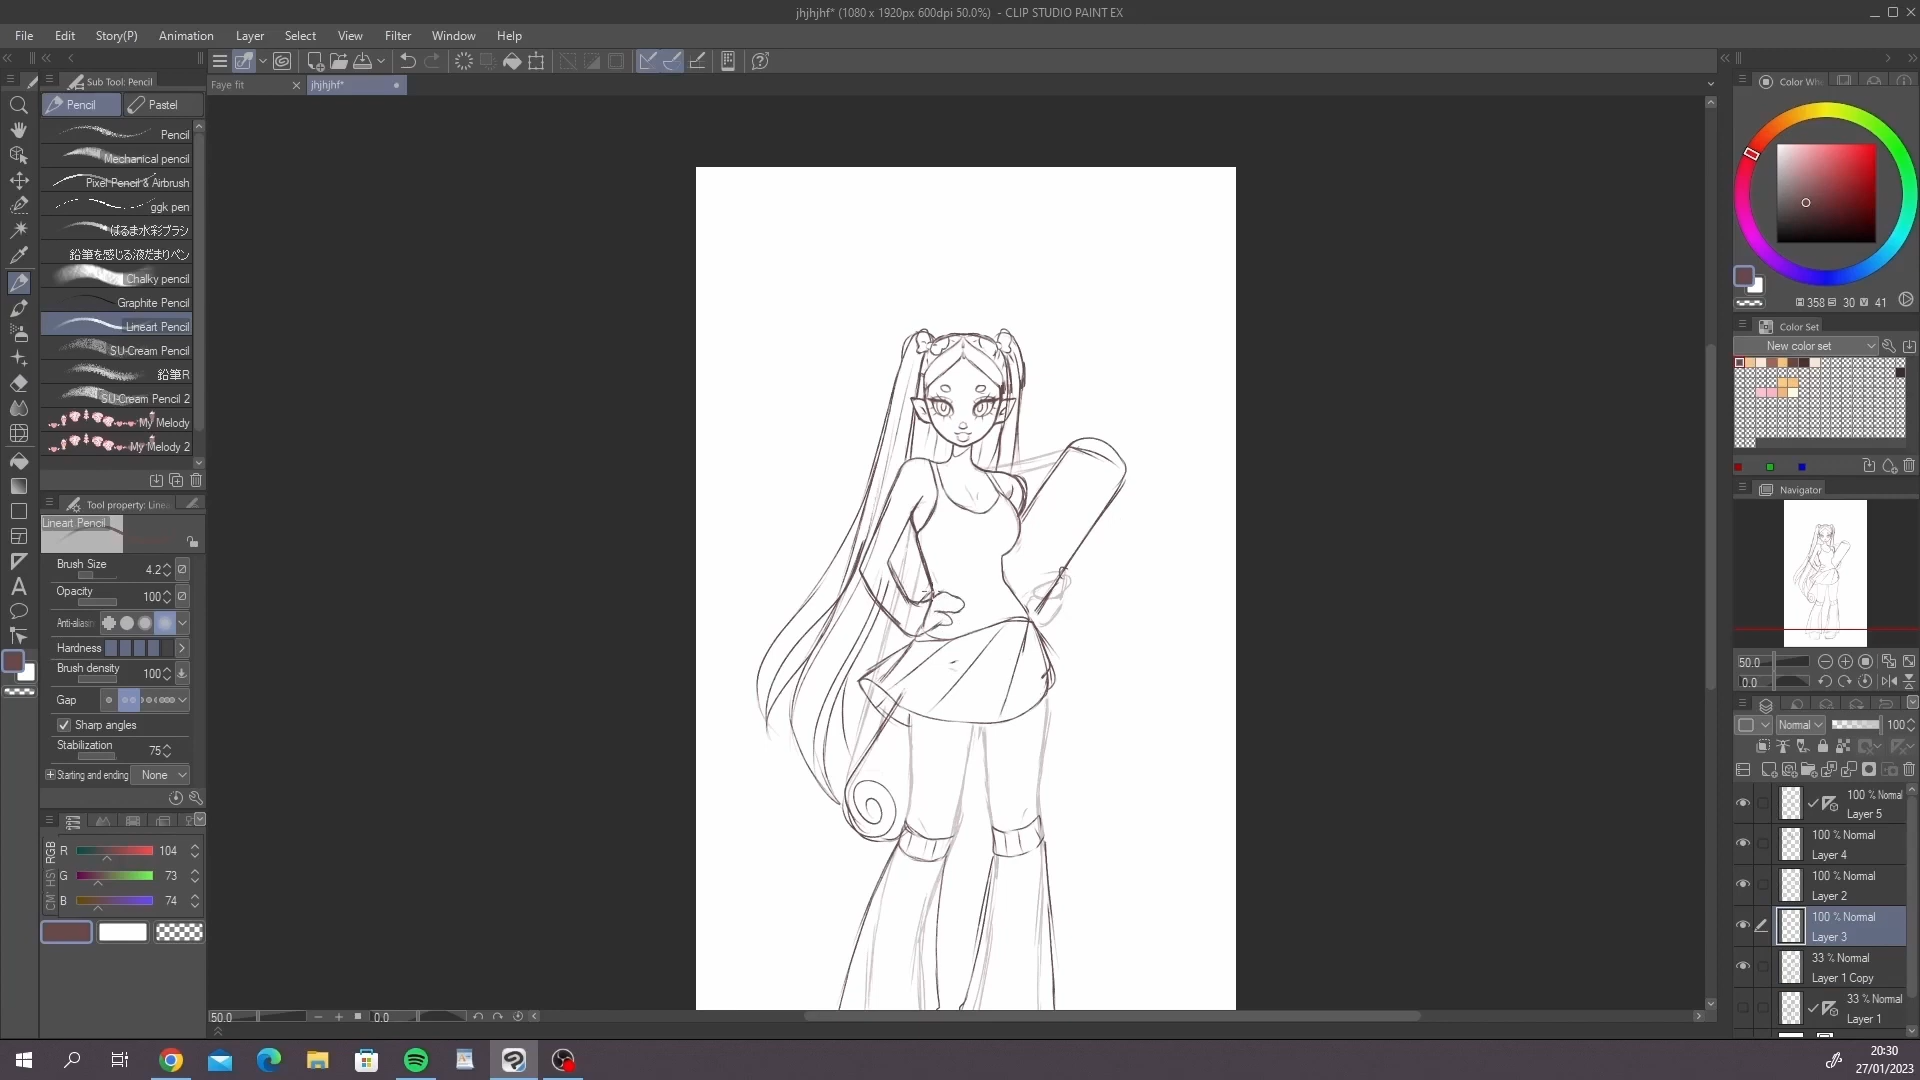 jhjhjhf* (1080 x 1920px 600dpi 50.0%) - CLIP STUDIO PAINT EX
File Edit Story(P) Animation Layer Select View Filter Window Help
Sub Tool: Pencil
Faye fit
jhjhjhf*
Pencil
Pastel
Pencil
Mechanical pencil
Pixel Pencil & Airbrush
ggk pen
ぱるま水彩ブラシ
鉛筆を感じる液だまりペン
Chalky pencil
Graphite Pencil
Lineart Pencil
SU-Cream Pencil
鉛筆R
SU-Cream Pencil 2
My Melody
My Melody 2
Tool property: Linea
Lineart Pencil
Brush Size 4.2
Opacity 100
Anti-aliasin
Hardness
Brush density 100
Gap
Sharp angles
Stabilization 75
Starting and ending None
RGB
HSV
R 104
G 73
B 74
50.0
0.0
Color Wh
358 30 41
Color Set
New color set
Navigator
50.0
0.0
Normal 100
100 % Normal
Layer 5
100 % Normal
Layer 4
100 % Normal
Layer 2
100 % Normal
Layer 3
33 % Normal
Layer 1 Copy
33 % Normal
Layer 1
20:30
27/01/2023